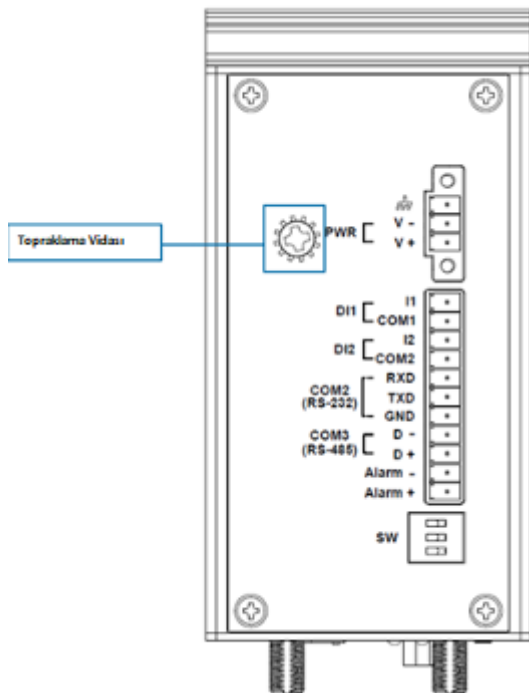 Topraklama Vidası
PWR
V -
V +
DI1
I1
COM1
DI2
I2
COM2
COM2
(RS-232)
RXD
TXD
GND
COM3
(RS-485)
D -
D +
Alarm -
Alarm +
SW